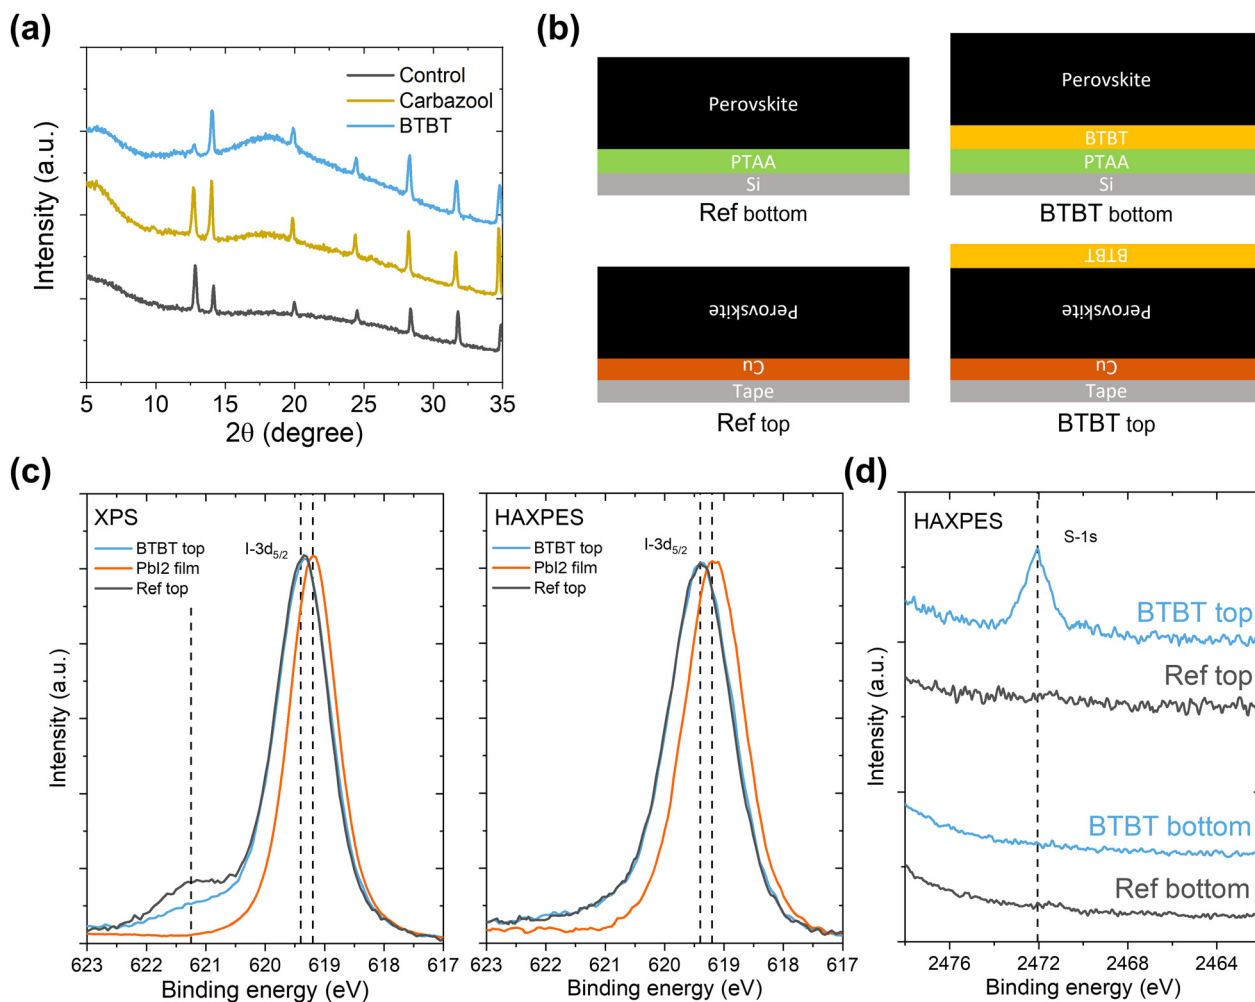 (a)
Control
Carbazool
BTBT
Intensity (a.u.)
5 10 15 20 25 30 35
2θ (degree)
(b)
Perovskite
PTAA
Si
Ref bottom
Perovskite
BTBT
PTAA
Si
BTBT bottom
Perovskite
Cu
Tape
Ref top
BTBT
Perovskite
Cu
Tape
BTBT top
(c)
XPS
BTBT top
PbI2 film
Ref top
I-3d5/2
Intensity (a.u.)
623 622 621 620 619 618 617
Binding energy (eV)
HAXPES
BTBT top
PbI2 film
Ref top
I-3d5/2
Intensity (a.u.)
623 622 621 620 619 618 617
Binding energy (eV)
(d)
HAXPES
S-1s
BTBT top
Ref top
BTBT bottom
Ref bottom
Intensity (a.u.)
2476 2472 2468 2464
Binding energy (eV)